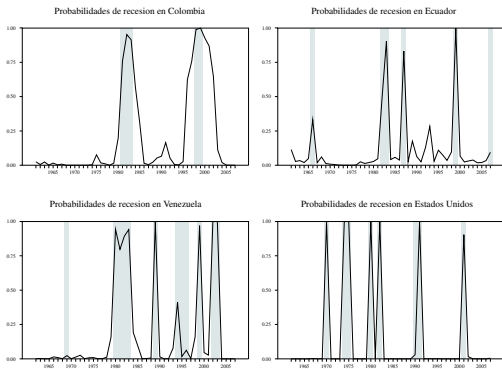 Probabilidades de recesion en Colombia
1.00
0.75
0.50
0.25
0.00
1965 1970 1975 1980 1985 1990 1995 2000 2005
Probabilidades de recesion en Ecuador
1.00
0.75
0.50
0.25
0.00
1965 1970 1975 1980 1985 1990 1995 2000 2005
Probabilidades de recesion en Venezuela
1.00
0.75
0.50
0.25
0.00
1965 1970 1975 1980 1985 1990 1995 2000 2005
Probabilidades de recesion en Estados Unidos
1.00
0.75
0.50
0.25
0.00
1965 1970 1975 1980 1985 1990 1995 2000 2005